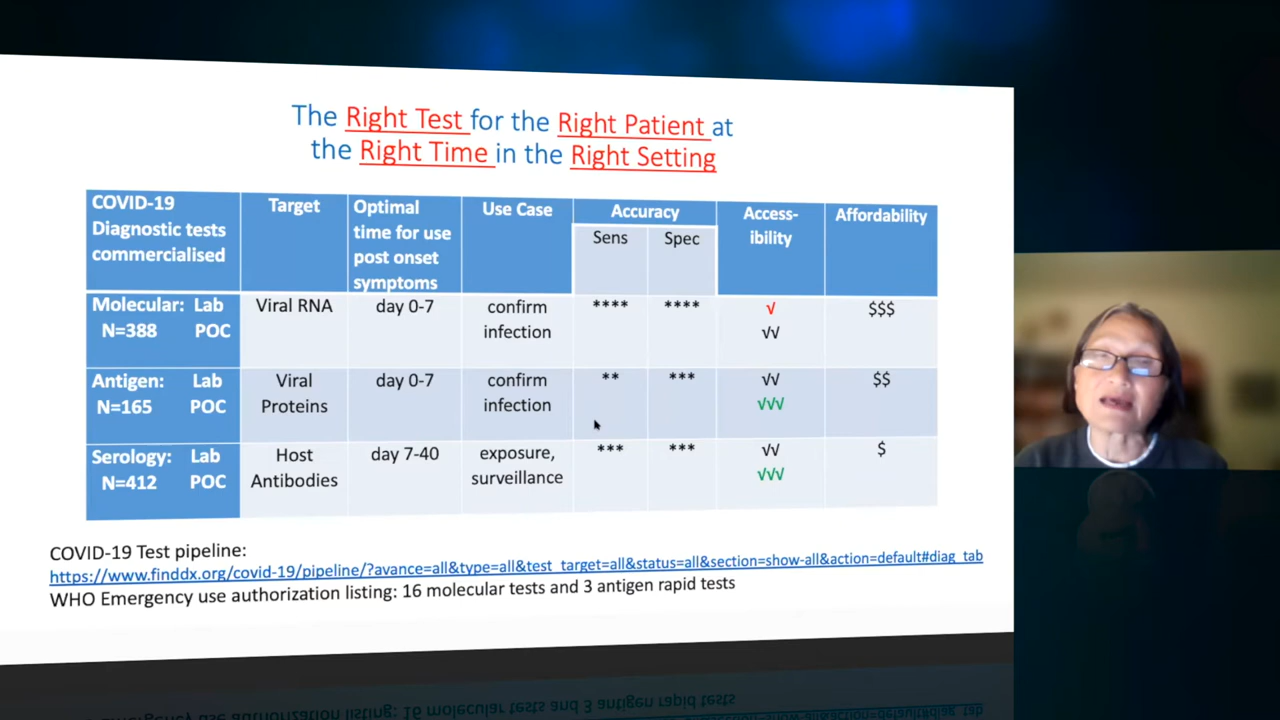 The Right Test for the Right Patient at
the Right Time in the Right Setting
COVID-19
Diagnostic tests
commercialised
Target
Optimal
time for use
post onset
symptoms
Use Case
Accuracy
Sens Spec
Access-
ibility
Affordability
Molecular: Lab
N=388 POC
Viral RNA
day 0-7
confirm
infection
**** ****
√
√√
$$$
Antigen: Lab
N=165 POC
Viral
Proteins
day 0-7
confirm
infection
** ***
√√
√√√
$$
Serology: Lab
N=412 POC
Host
Antibodies
day 7-40
exposure,
surveillance
*** ***
√√
√√√
$
COVID-19 Test pipeline:
https://www.finddx.org/covid-19/pipeline/?avance=all&type=all&test_target=all&status=all&section=show-all&action=default#diag_tab
WHO Emergency use authorization listing: 16 molecular tests and 3 antigen rapid tests